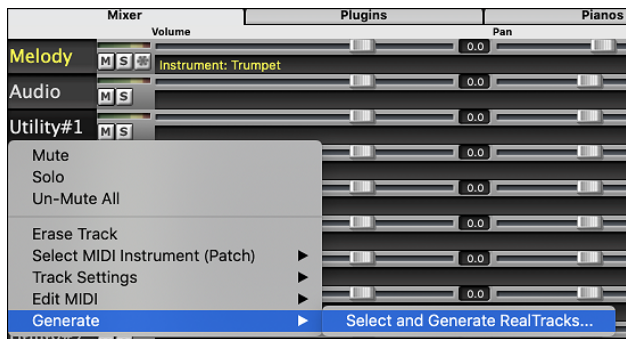 Mixer Plugins Pianos
Volume Pan
Melody M S Instrument: Trumpet 0.0
Audio M S 0.0
Utility#1 M S 0.0
Mute 0.0
Solo 0.0
Un-Mute All
Erase Track 0.0
Select MIDI Instrument (Patch) 0.0
Track Settings
Edit MIDI 0.0
Generate Select and Generate RealTracks...